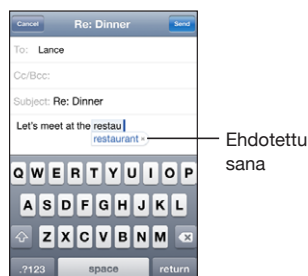 Cancel Re: Dinner Send
To: Lance
Cc/Bcc:
Subject: Re: Dinner
Let's meet at the restau
restaurant ×
Ehdotettu
sana
Q W E R T Y U I O P
A S D F G H J K L
Z X C V B N M
.?123 space return